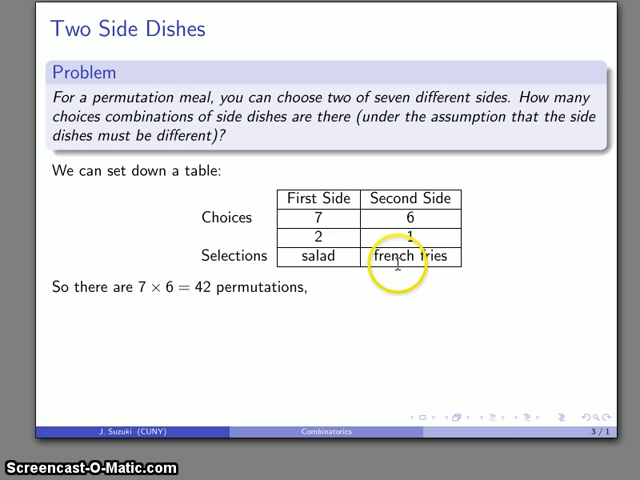 Two Side Dishes
Problem
For a permutation meal, you can choose two of seven different sides. How many
choices combinations of side dishes are there (under the assumption that the side
dishes must be different)?
We can set down a table:
First Side Second Side
Choices 7 6
2 1
Selections salad french fries
So there are 7 × 6 = 42 permutations,
J. Suzuki (CUNY) Combinatorics 3 / 1
Screencast-O-Matic.com